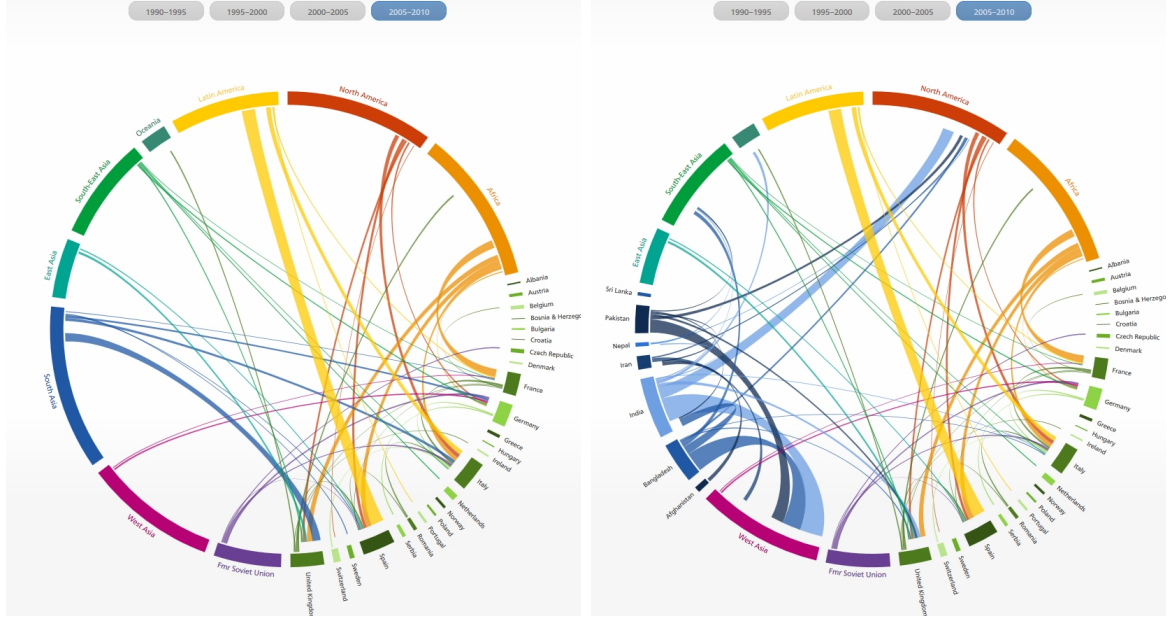 1990–1995
1995–2000
2000–2005
2005–2010
Latin America
North America
Oceania
Africa
South-East Asia
East Asia
South Asia
West Asia
Fmr Soviet Union
Albania
Austria
Belgium
Bosnia & Herzego
Bulgaria
Croatia
Czech Republic
Denmark
France
Germany
Greece
Hungary
Ireland
Italy
Netherlands
Norway
Poland
Portugal
Romania
Serbia
Spain
Sweden
Switzerland
United Kingdom
1990–1995
1995–2000
2000–2005
2005–2010
Latin America
North America
Africa
South-East Asia
East Asia
Sri Lanka
Pakistan
Nepal
Iran
India
Bangladesh
Afghanistan
West Asia
Fmr Soviet Union
Albania
Austria
Belgium
Bosnia & Herzego
Bulgaria
Croatia
Czech Republic
Denmark
France
Germany
Greece
Hungary
Ireland
Italy
Netherlands
Norway
Poland
Portugal
Romania
Serbia
Spain
Sweden
Switzerland
United Kingdom